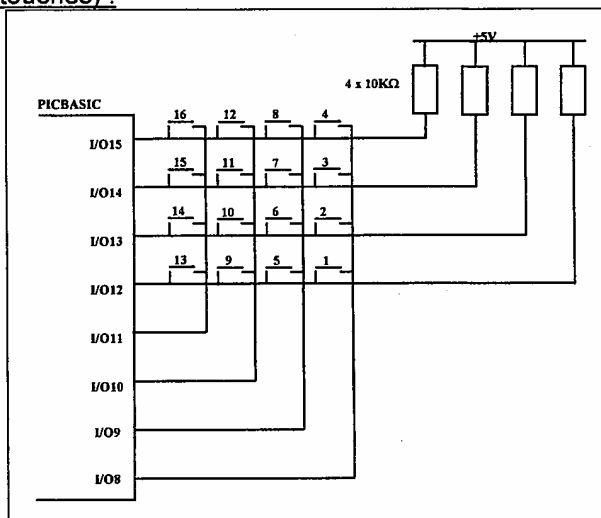 touches) :
+5V
4 x 10KΩ
PICBASIC
16 12 8 4
I/O15
15 11 7 3
I/O14
14 10 6 2
I/O13
13 9 5 1
I/O12
I/O11
I/O10
I/O9
I/O8